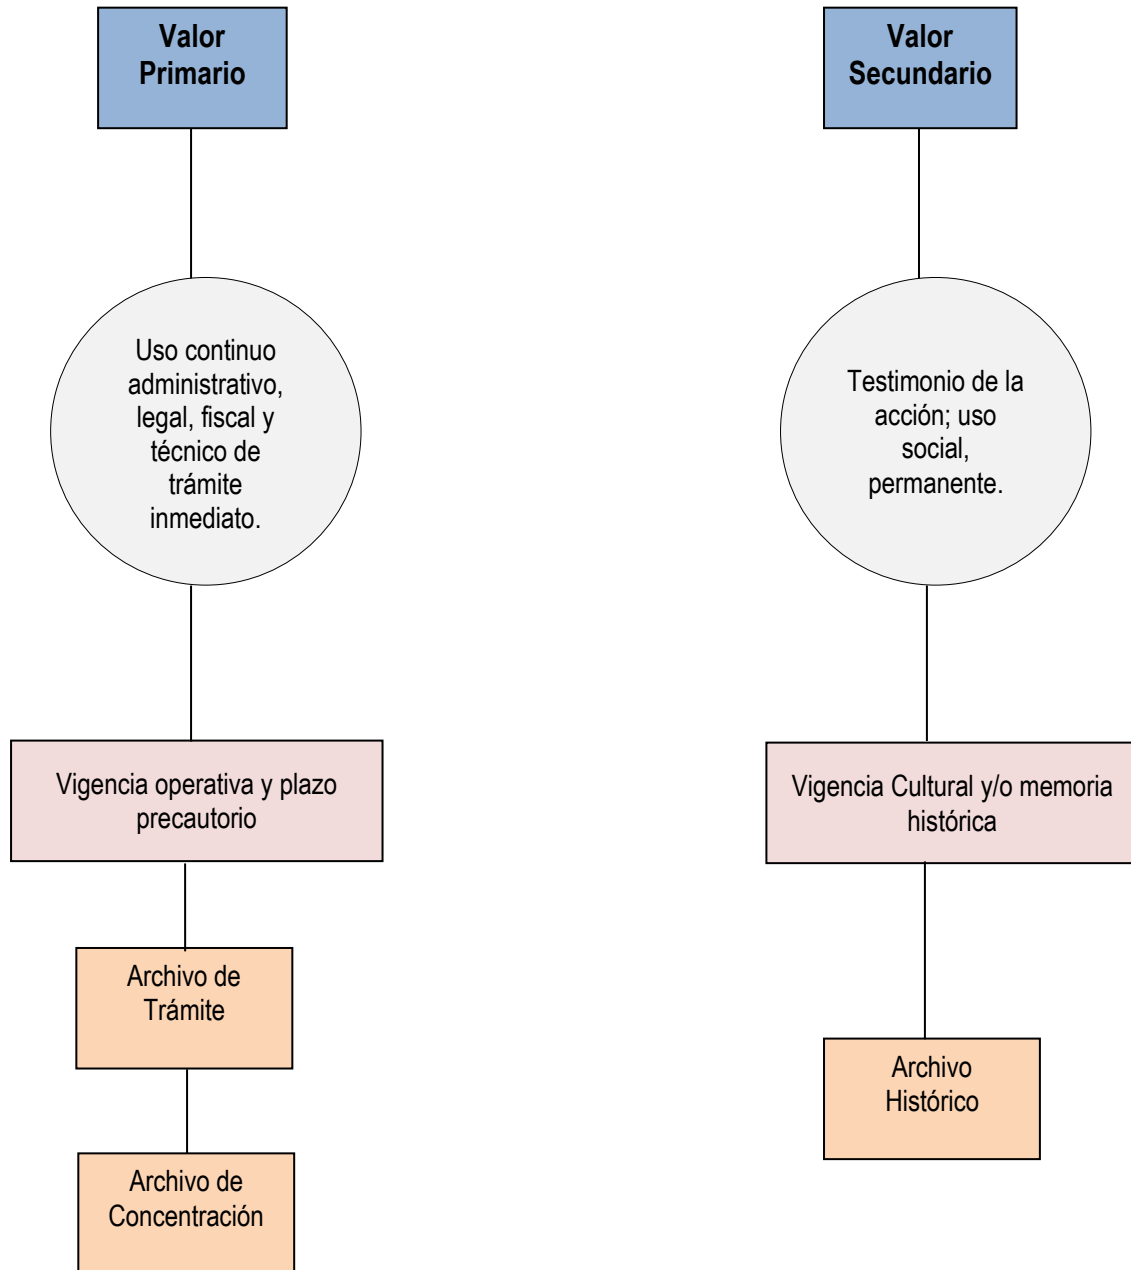 Valor
Primario
Uso continuo
administrativo,
legal, fiscal y
técnico de
trámite
inmediato.
Vigencia operativa y plazo
precautorio
Archivo de
Trámite
Archivo de
Concentración
Valor
Secundario
Testimonio de la
acción; uso
social,
permanente.
Vigencia Cultural y/o memoria
histórica
Archivo
Histórico